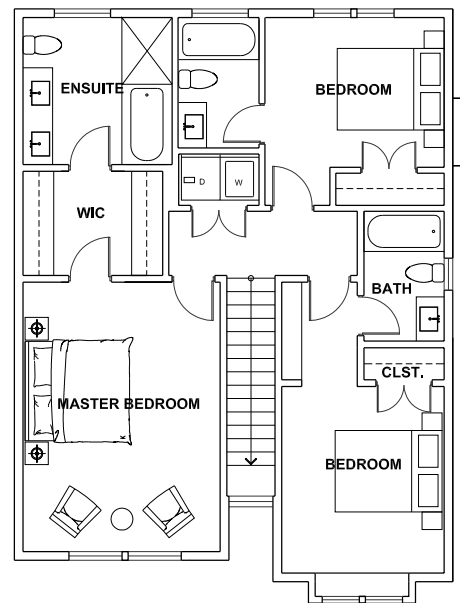 ENSUITE
BEDROOM
D W
WIC
BATH
CLST.
MASTER BEDROOM
K
BEDROOM